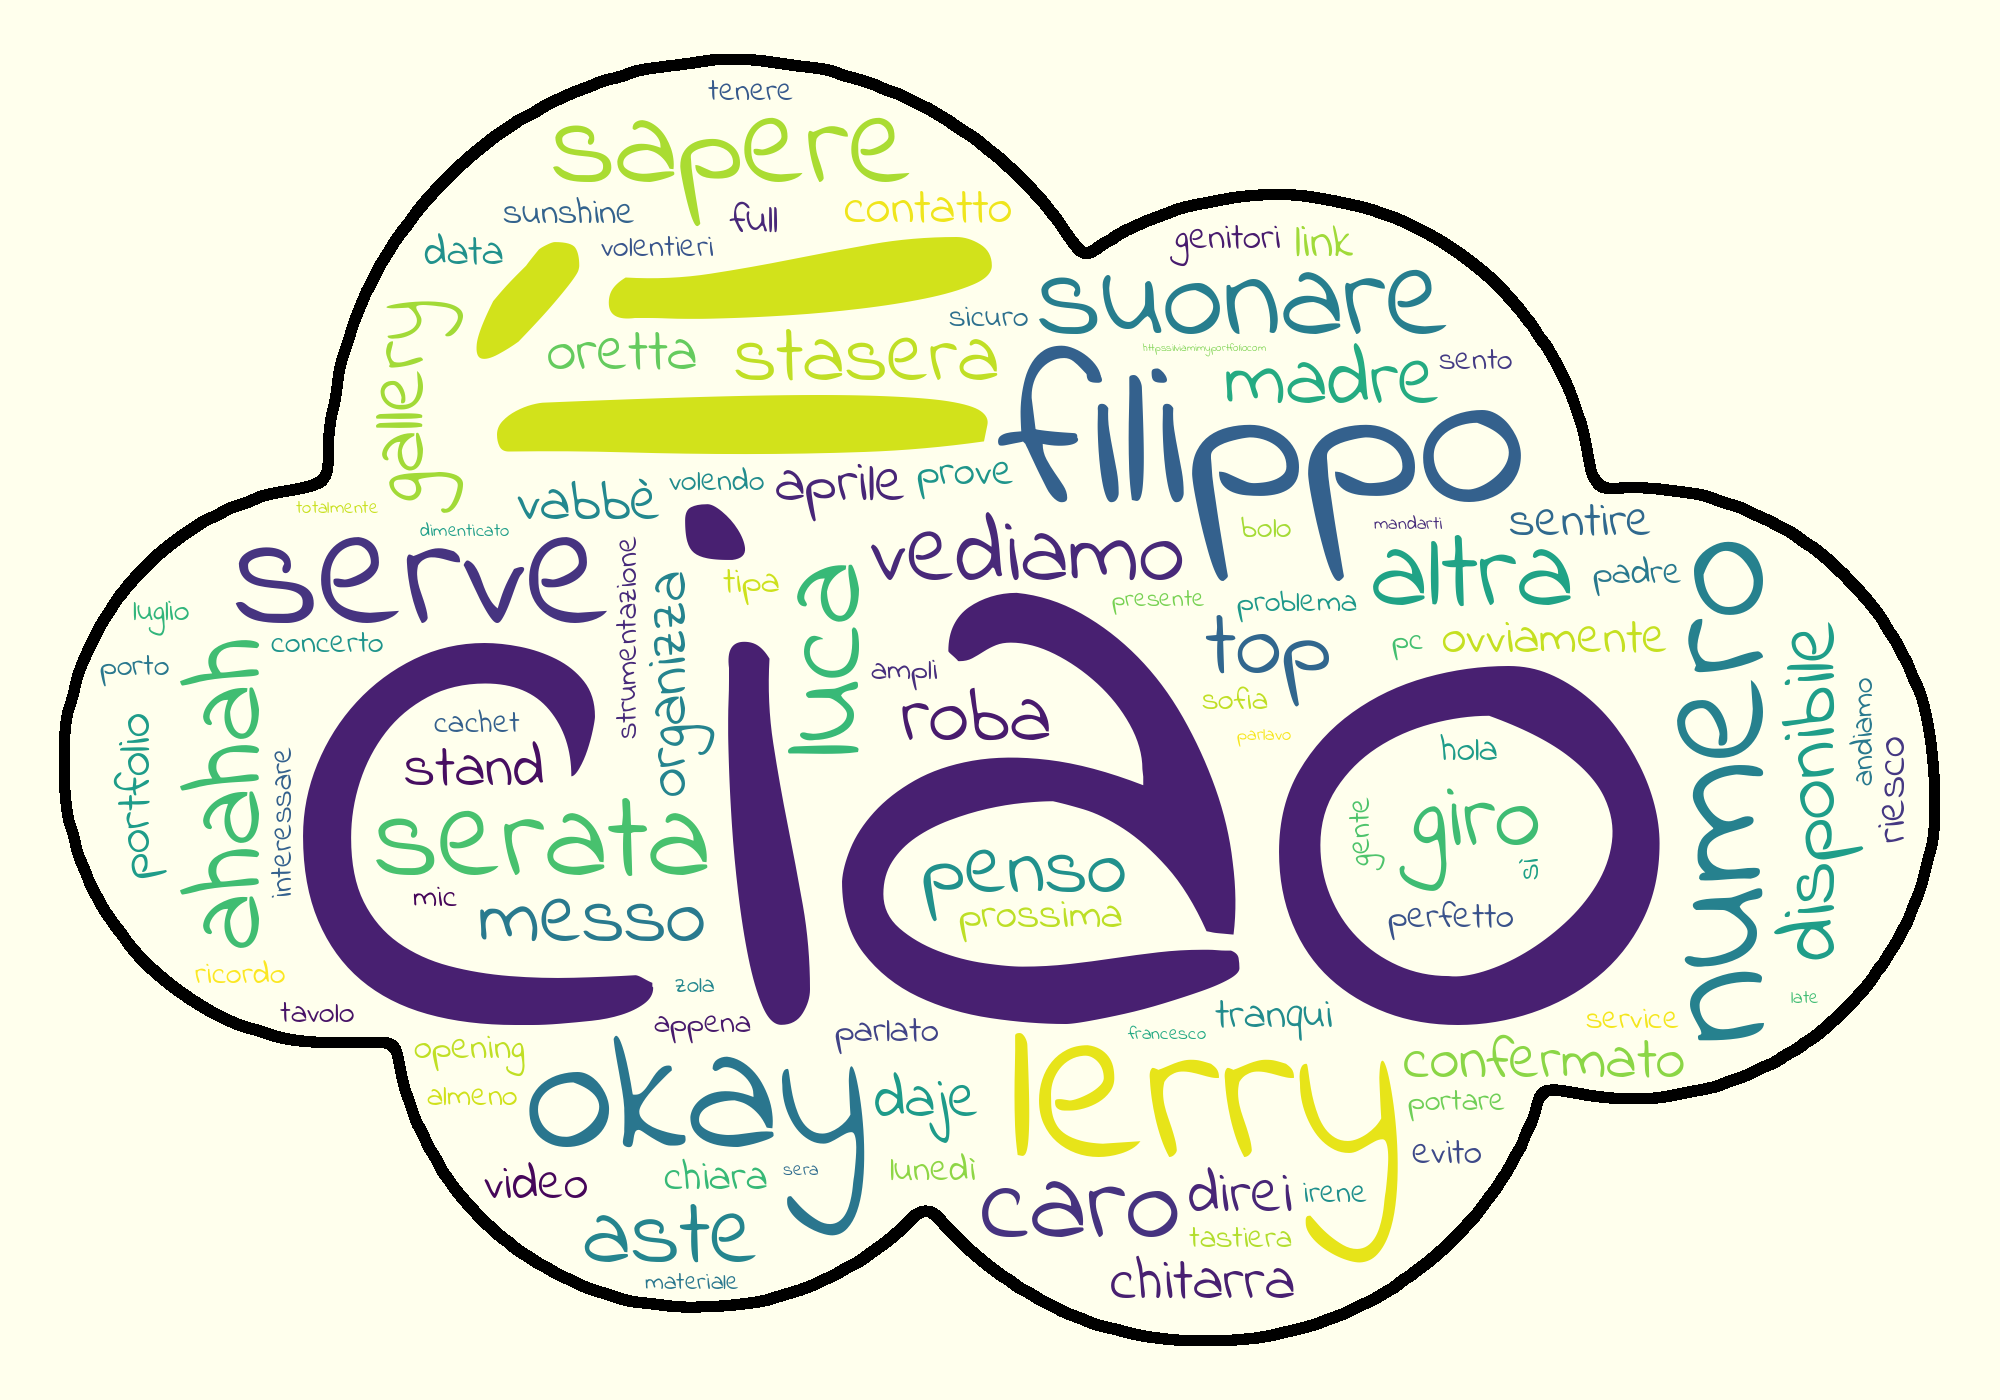 tenere
sapere
sunshine
full
contatto
data
volentieri
genitori
link
È
suonare
sicuro
gallery
oretta
stasera
httpssilviamimyportfoliocom
madre
sento
filippo
vabbè
volendo
aprile
prove
totalmente
dimenticato
bolo
mandarti
sentire
serve
strumentazione
organizza
tipa
luca
vediamo
altra
padre
numero
luglio
presente
problema
concerto
porto
ahahah
ampli
top
pc
ovviamente
disponibile
andiamo
riesco
ciao
cachet
roba
sofia
parlavo
hola
portfolio
interessare
stand
serata
giro
gente
sì
penso
mic
messo
prossima
perfetto
ricordo
zola
late
tavolo
appena
parlato
francesco
tranqui
service
opening
okay
lerry
confermato
almeno
daje
portare
video
chiara
sera
lunedì
evito
caro
direi
irene
aste
tastiera
materiale
chitarra